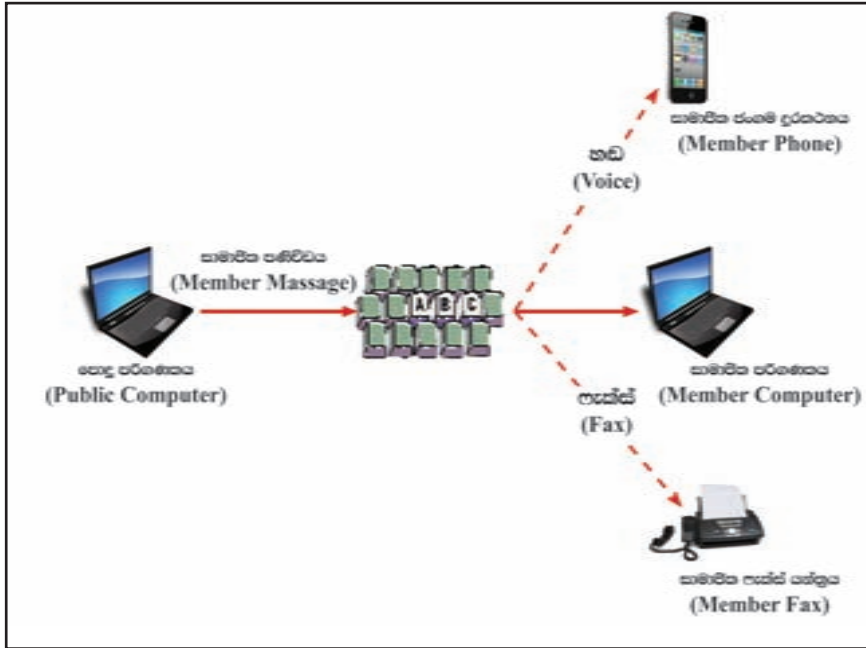 සාමාජික ජංගම දුරකථනය
(Member Phone)
හඬ
(Voice)
සාමාජික පණිවිඩය
(Member Massage)
A B C
පොදු පරිගණකය
(Public Computer)
සාමාජික පරිගණකය
(Member Computer)
ෆැක්ස්
(Fax)
සාමාජික ෆැක්ස් යන්ත්‍රය
(Member Fax)